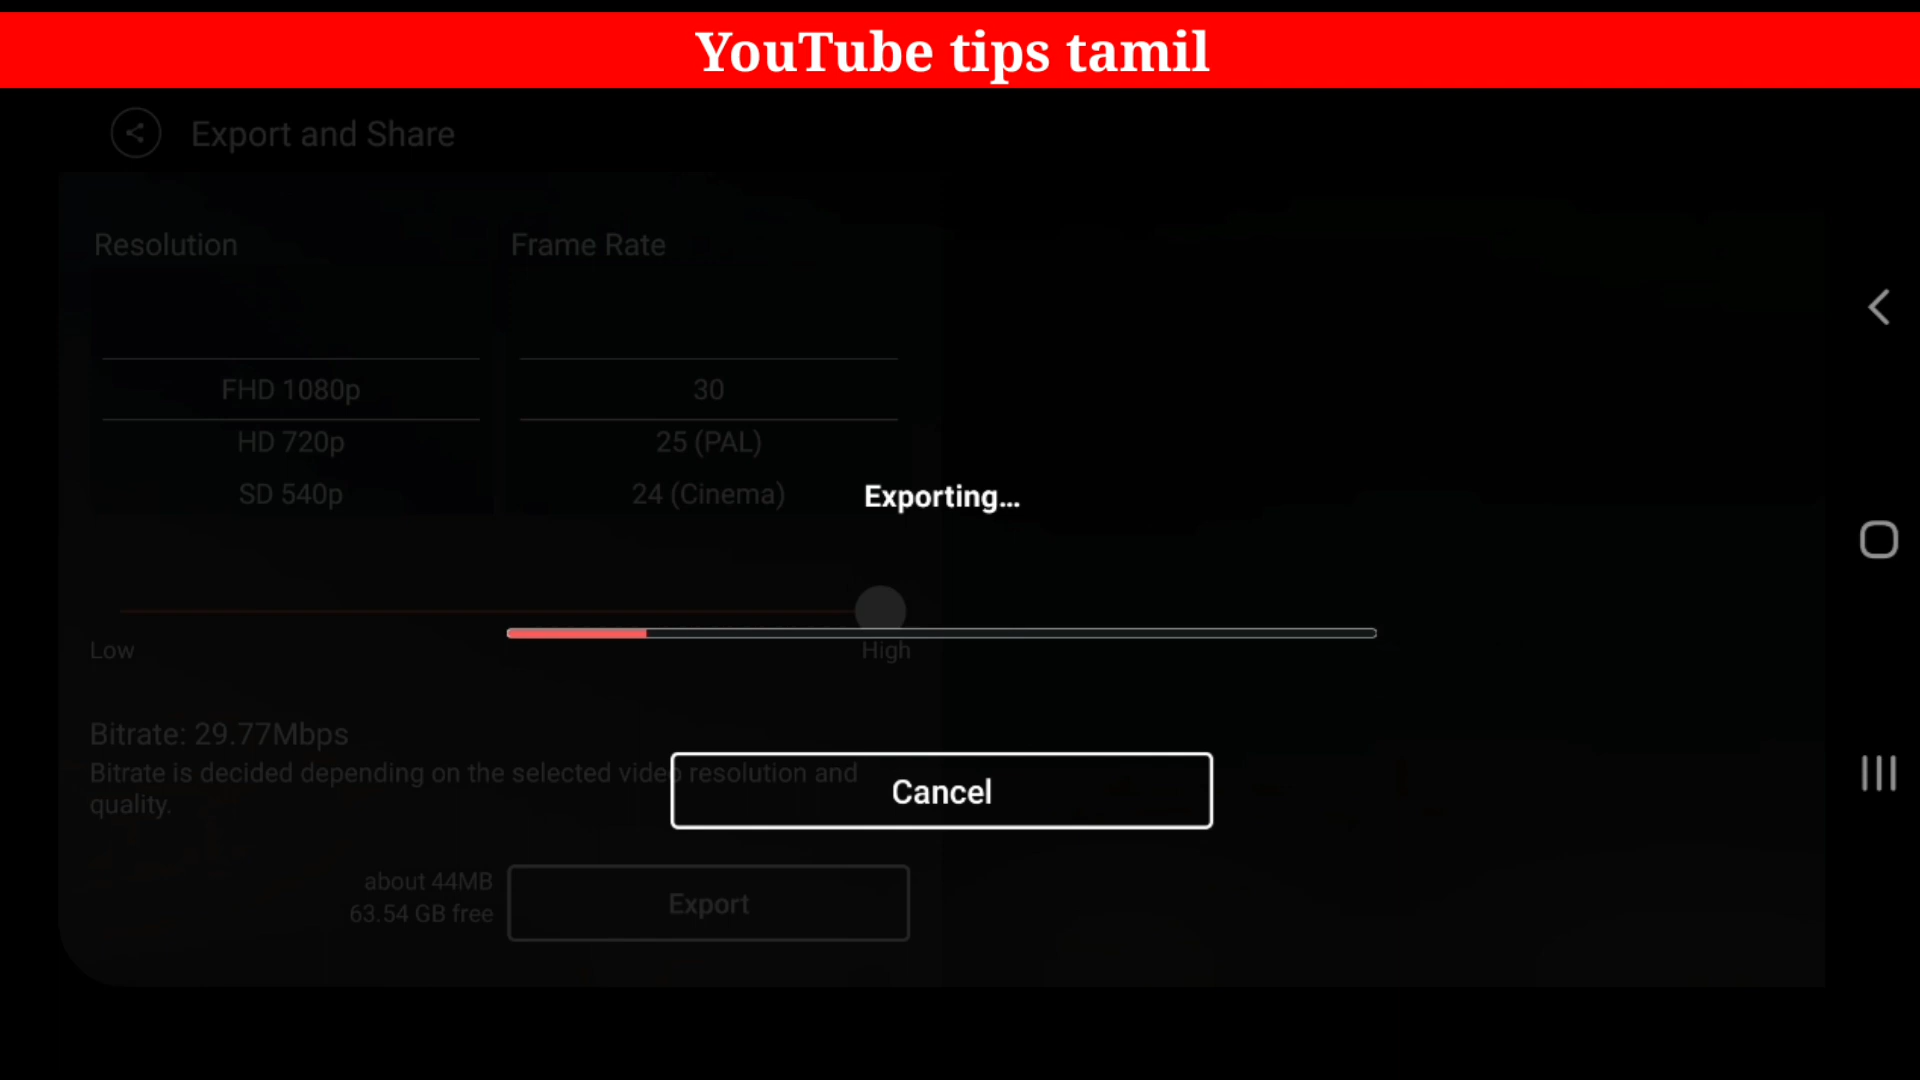 YouTube tips tamil
Export and Share
Resolution
Frame Rate
FHD 1080p
30
HD 720p
25 (PAL)
SD 540p
24 (Cinema)
Exporting...
Low
High
Bitrate: 29.77Mbps
Bitrate is decided depending on the selected video resolution and
quality.
Cancel
about 44MB
63.54 GB free
Export